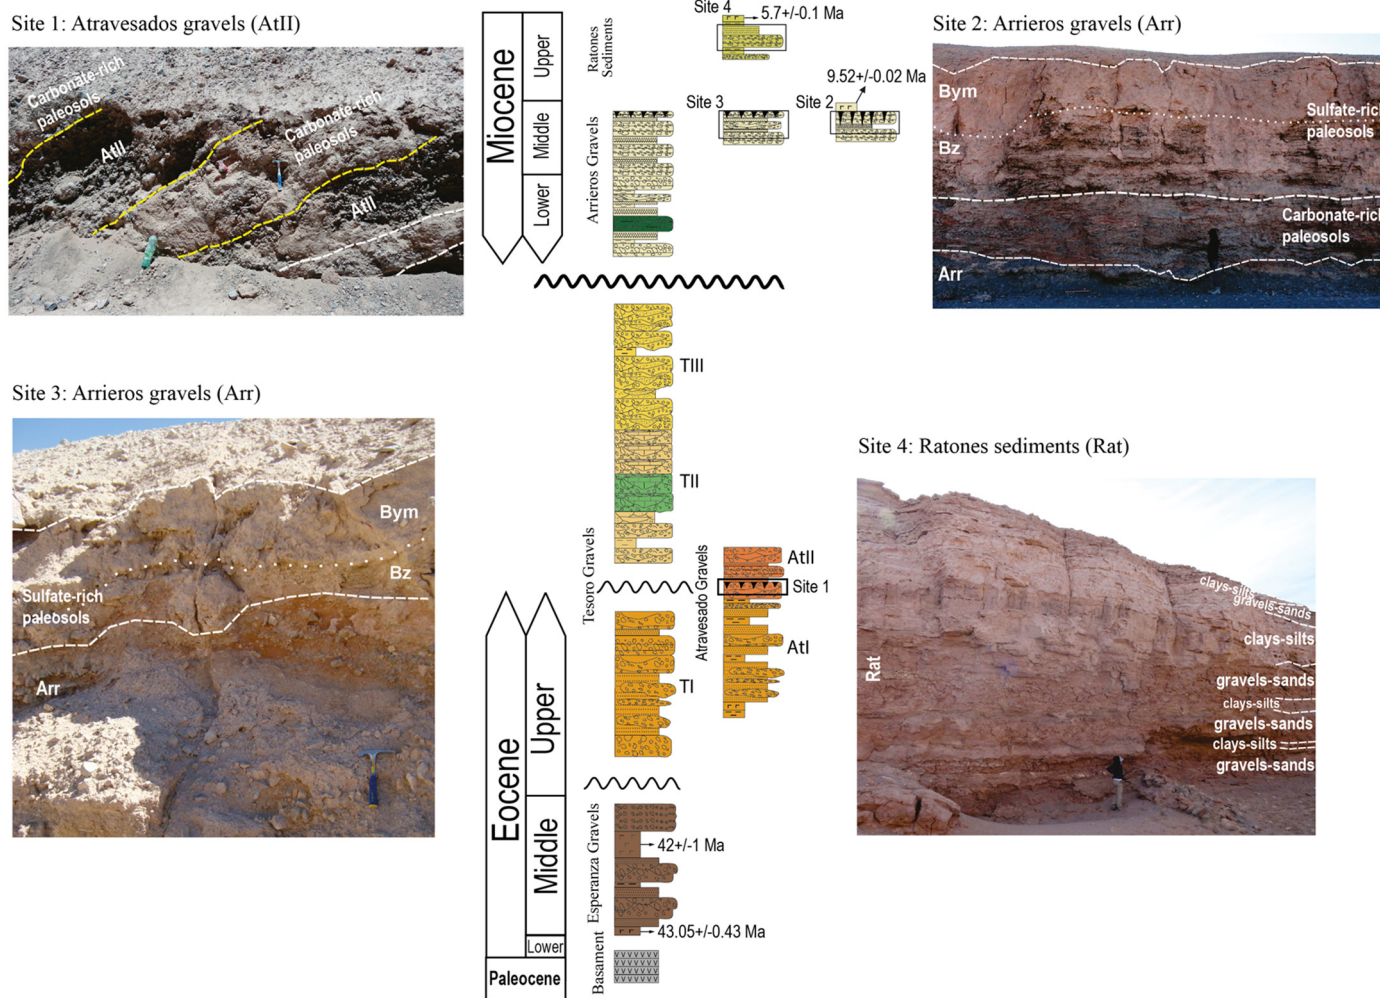 Site 1: Atravesados gravels (AtII)
Carbonate-rich
paleosols
AtII
Carbonate-rich
paleosols
AtII
Miocene
Upper
Middle
Lower
Ratones
Sediments
Arrieros Gravels
Site 4
5.7+/-0.1 Ma
Site 3
Site 2
9.52+/-0.02 Ma
Site 2: Arrieros gravels (Arr)
Bym
Bz
Sulfate-rich
paleosols
Carbonate-rich
paleosols
Arr
Site 3: Arrieros gravels (Arr)
Bym
Bz
Sulfate-rich
paleosols
Arr
TIII
TII
Tesoro Gravels
TI
Atravesado Gravels
AtII
Site 1
AtI
Eocene
Upper
Middle
Lower
Paleocene
Esperanza Gravels
42+/-1 Ma
43.05+/-0.43 Ma
Basament
Site 4: Ratones sediments (Rat)
Rat
clays-silts
gravels-sands
clays-silts
gravels-sands
clays-silts
gravels-sands
clays-silts
gravels-sands